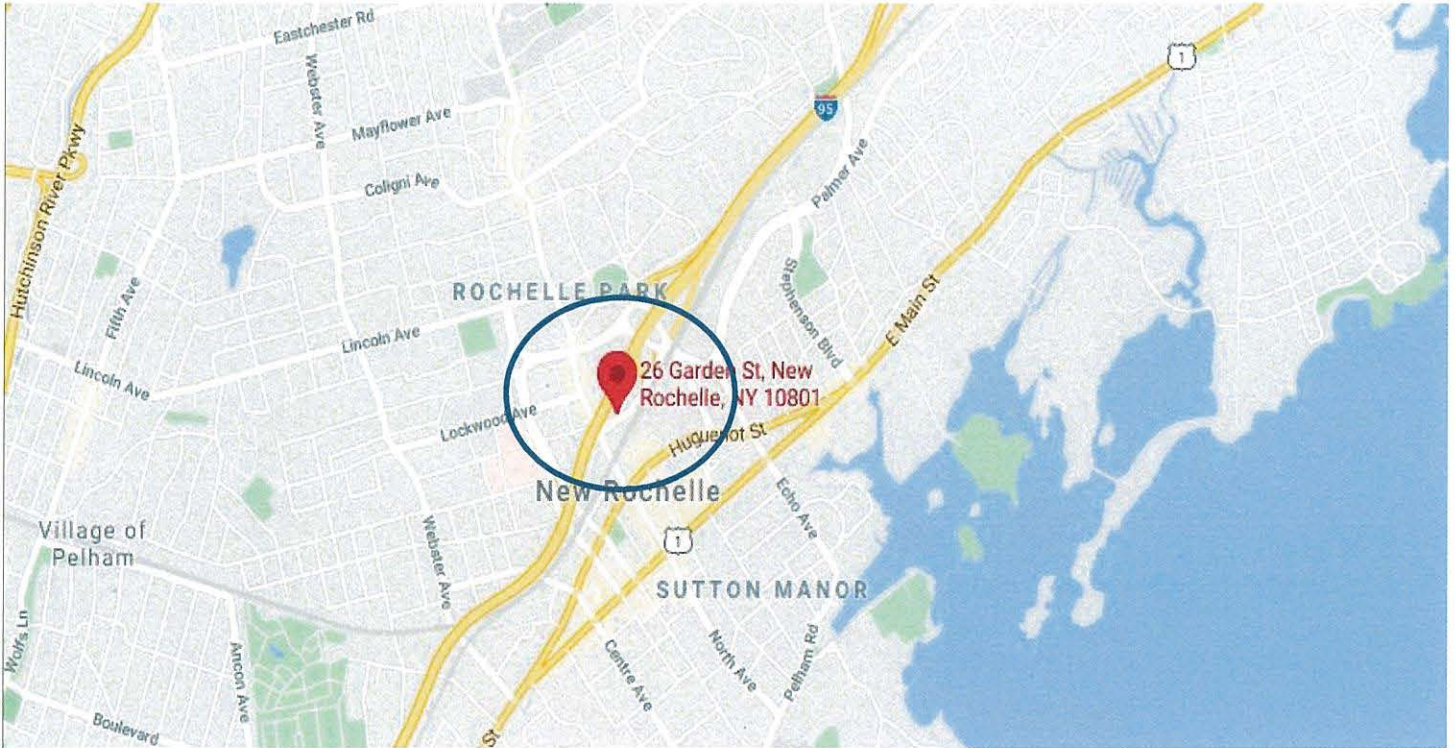 Eastchester Rd
1
Webster Ave
95
Mayflower Ave
Hutchinson River Pkwy
Palmer Ave
Coligni Ave
ROCHELLE PARK
Stephenson Blvd
Fifth Ave
E Main St
Lincoln Ave
Lincoln Ave
26 Garden St, New
Rochelle, NY 10801
Lockwood Ave
Huguenot St
New Rochelle
Echo Ave
Village of
Pelham
Webster Ave
1
SUTTON MANOR
Wolfs Ln
Ancon Ave
Centre Ave
North Ave
Pelham Rd
Boulevard
St